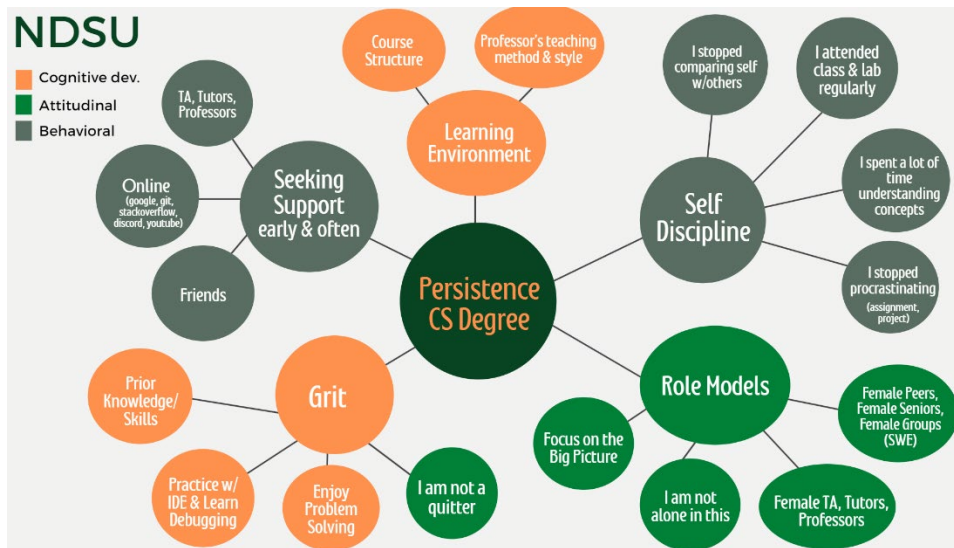 NDSU
Cognitive dev.
Attitudinal
Behavioral
TA, Tutors,
Professors
Online
(google, git,
stackoverflow,
discord, youtube)
Friends
Seeking
Support
early & often
Course
Structure
Professor's teaching
method & style
Learning
Environment
I stopped
comparing self
w/others
I attended
class & lab
regularly
I spent a lot of
time
understanding
concepts
I stopped
procrastinating
(assignment,
project)
Self
Discipline
Persistence
CS Degree
Grit
Prior
Knowledge/
Skills
Practice w/
IDE & Learn
Debugging
Enjoy
Problem
Solving
I am not a
quitter
Role Models
Focus on the
Big Picture
I am not
alone in this
Female TA, Tutors,
Professors
Female Peers,
Female Seniors,
Female Groups
(SWE)